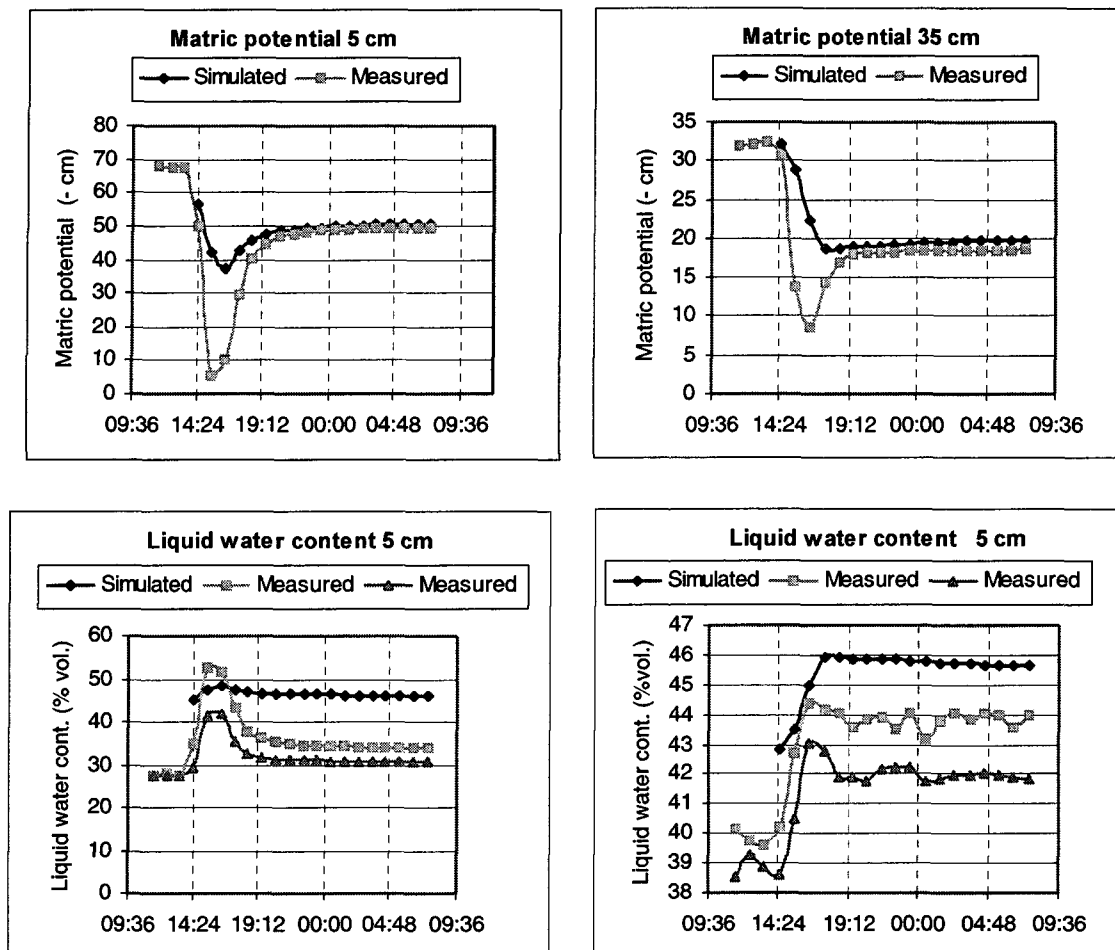 Matric potential 5 cm
Simulated Measured
Matric potential (- cm)
80
70
60
50
40
30
20
10
0
09:36 14:24 19:12 00:00 04:48 09:36
Matric potential 35 cm
Simulated Measured
Matric potential (- cm)
35
30
25
20
15
10
5
0
09:36 14:24 19:12 00:00 04:48 09:36
Liquid water content 5 cm
Simulated Measured Measured
Liquid water cont. (% vol.)
60
50
40
30
20
10
0
09:36 14:24 19:12 00:00 04:48 09:36
Liquid water content 5 cm
Simulated Measured Measured
Liquid water cont. (%vol.)
47
46
45
44
43
42
41
40
39
38
09:36 14:24 19:12 00:00 04:48 09:36